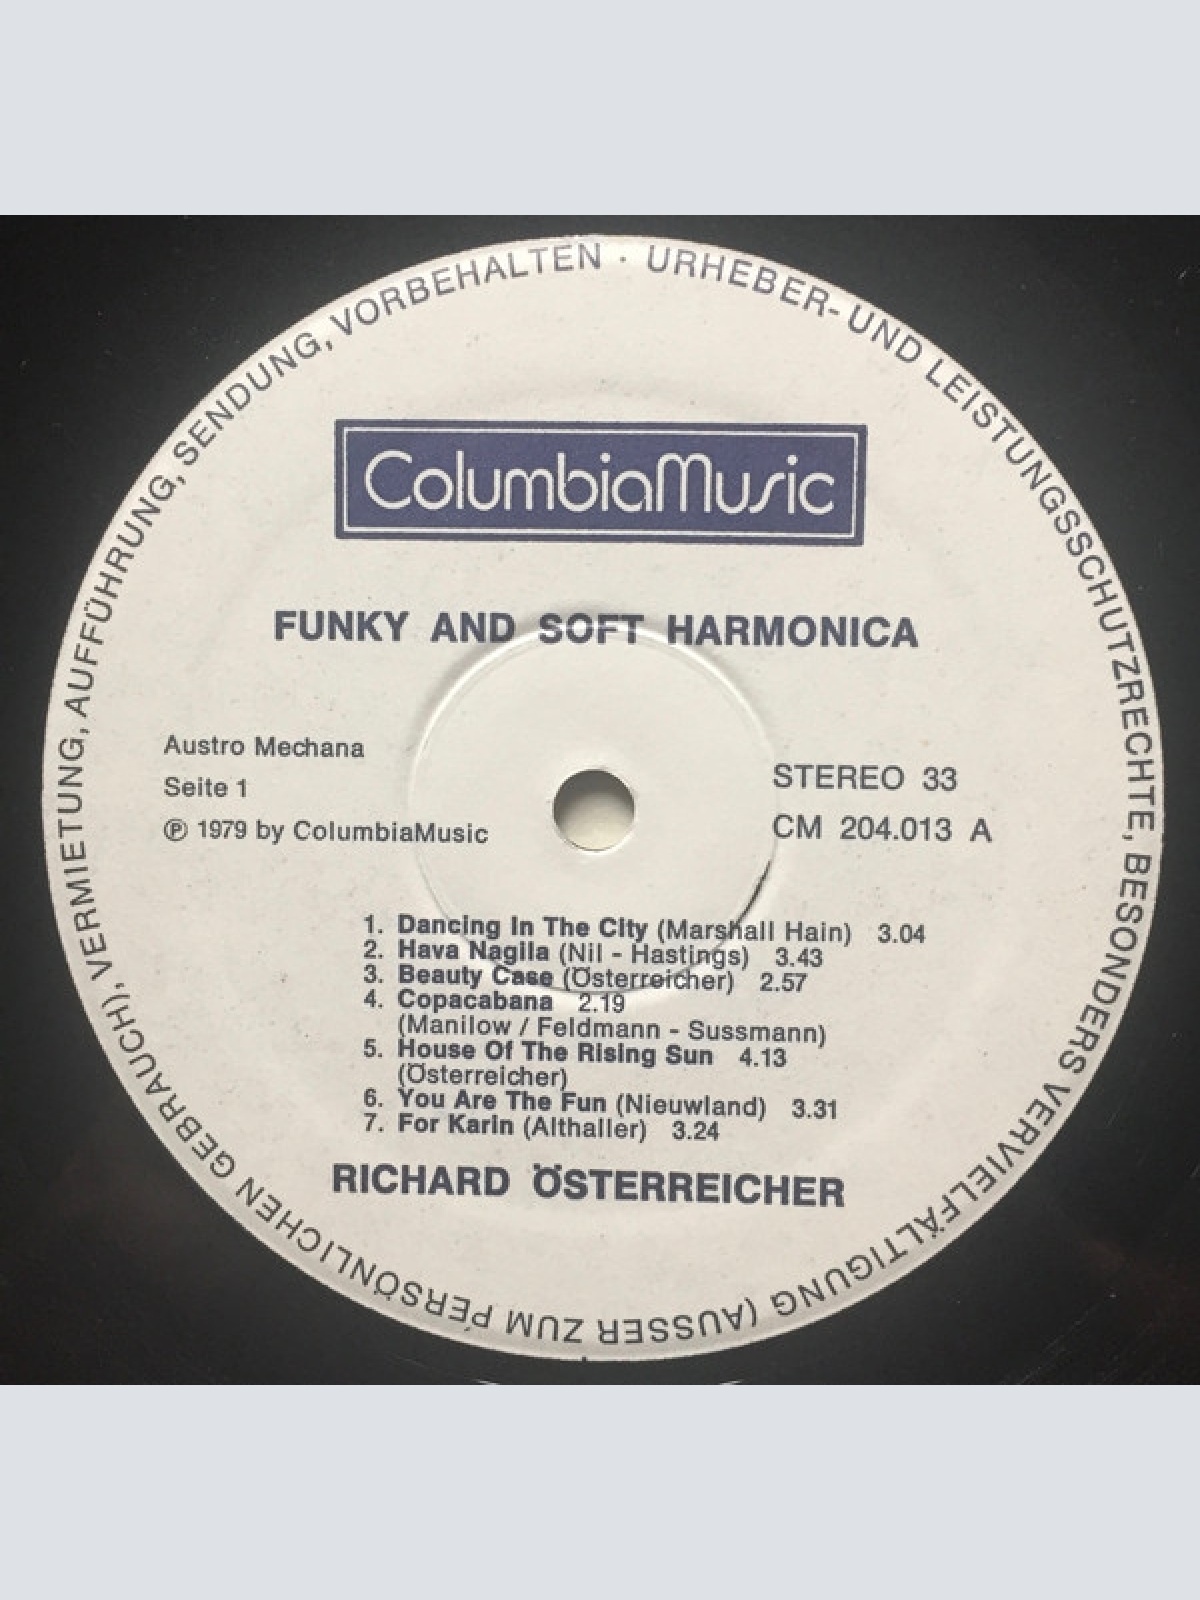 URHEBER- UND LEISTUNGSSCHUTZRECHTE, BESONDERS VERVIELFÄLTIGUNG (AUSSER ZUM PERSÖNLICHEN GEBRAUCH), VERMIETUNG, AUFFÜHRUNG, SENDUNG, VORBEHALTEN ·
ColumbiaMusic
FUNKY AND SOFT HARMONICA
Austro Mechana
Seite 1
℗ 1979 by ColumbiaMusic
STEREO 33
CM 204.013 A
1. Dancing In The City (Marshall Hain) 3.04
2. Hava Nagila (Nil - Hastings) 3.43
3. Beauty Case (Österreicher) 2.57
4. Copacabana 2.19
(Manilow / Feldmann - Sussmann)
5. House Of The Rising Sun 4.13
(Österreicher)
6. You Are The Fun (Nieuwland) 3.31
7. For Karin (Althaller) 3.24
RICHARD ÖSTERREICHER